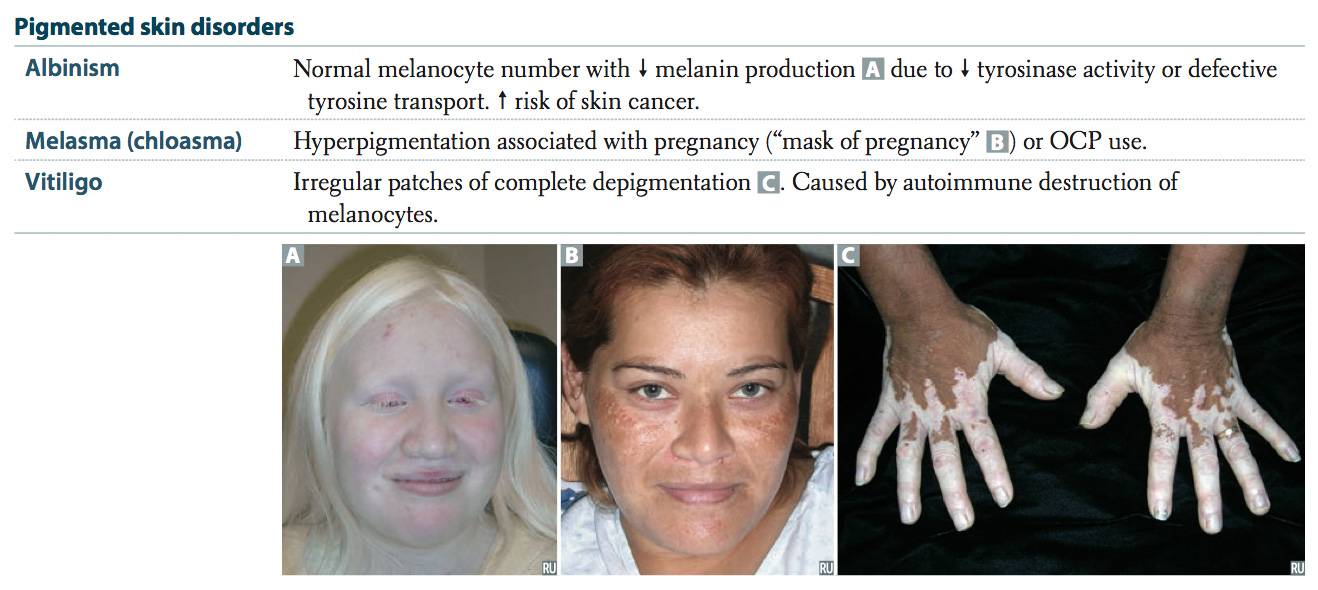 Pigmented skin disorders
Albinism Normal melanocyte number with ↓ melanin production A due to ↓ tyrosinase activity or defective
tyrosine transport. ↑ risk of skin cancer.
Melasma (chloasma) Hyperpigmentation associated with pregnancy (“mask of pregnancy” B) or OCP use.
Vitiligo Irregular patches of complete depigmentation C. Caused by autoimmune destruction of
melanocytes.
A B C
RU RU RU